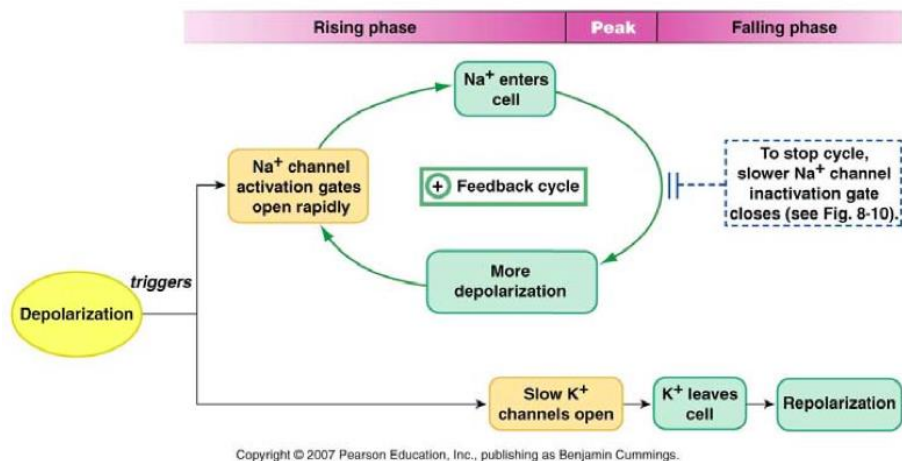 Rising phase
Peak
Falling phase
Na⁺ enters
cell
Na⁺ channel
activation gates
open rapidly
+ Feedback cycle
To stop cycle,
slower Na⁺ channel
inactivation gate
closes (see Fig. 8-10).
More
depolarization
triggers
Depolarization
Slow K⁺
channels open
K⁺ leaves
cell
Repolarization
Copyright © 2007 Pearson Education, Inc., publishing as Benjamin Cummings.